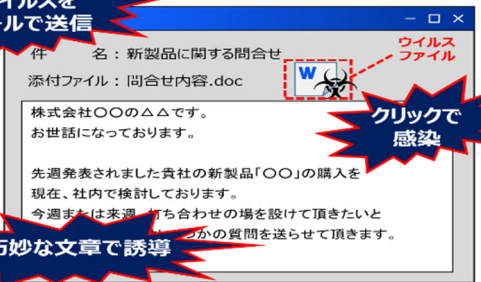 イルスを
ールで送信
件 名：新製品に関する問合せ
ウイルス
ファイル
添付ファイル：問合せ内容.doc
W
クリックで
感染
株式会社〇〇の△△です。
お世話になっております。
先週発表されました貴社の新製品「〇〇」の購入を
現在、社内で検討しております。
今週または来週、打ち合わせの場を設けて頂きたいと
かの質問を送らせて頂きます。
巧妙な文章で誘導